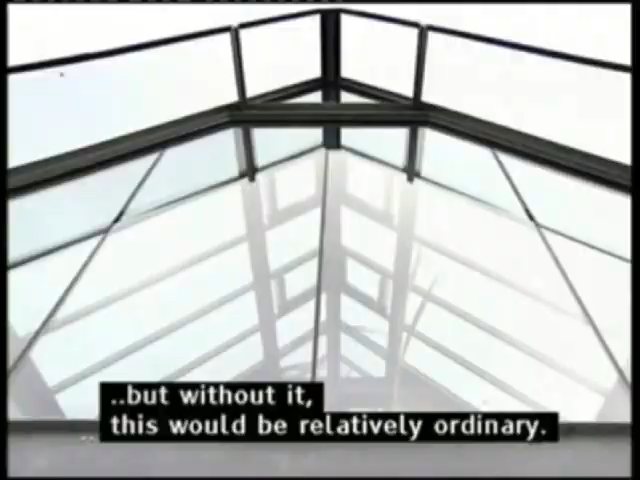 ..but without it,
this would be relatively ordinary.